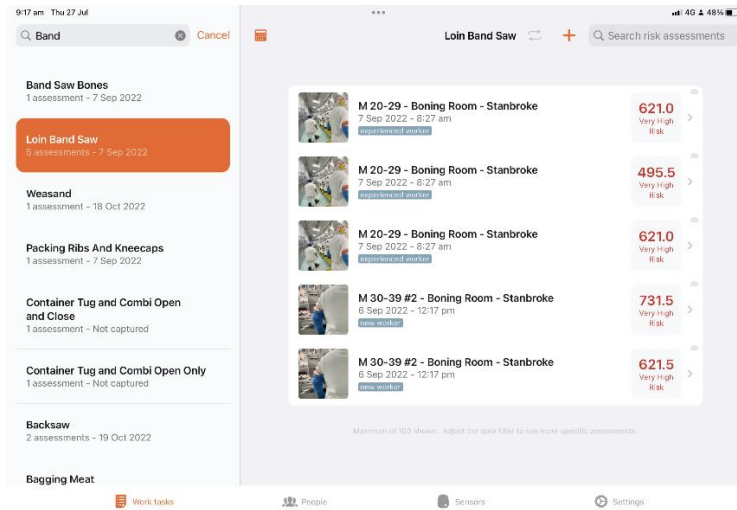 9:17 am Thu 27 Jul
4G 48%
Band
Cancel
Loin Band Saw
Search risk assessments
Band Saw Bones
1 assessment - 7 Sep 2022
Loin Band Saw
5 assessments - 7 Sep 2022
Weasand
1 assessment - 18 Oct 2022
Packing Ribs And Kneecaps
1 assessment - 7 Sep 2022
Container Tug and Combi Open
and Close
1 assessment - Not captured
Container Tug and Combi Open Only
1 assessment - Not captured
Backsaw
2 assessments - 19 Oct 2022
Bagging Meat
M 20-29 - Boning Room - Stanbroke
7 Sep 2022 - 8:27 am
experienced worker
621.0
Very High
Risk
M 20-29 - Boning Room - Stanbroke
7 Sep 2022 - 8:27 am
experienced worker
495.5
Very High
Risk
M 20-29 - Boning Room - Stanbroke
7 Sep 2022 - 8:27 am
experienced worker
621.0
Very High
Risk
M 30-39 #2 - Boning Room - Stanbroke
6 Sep 2022 - 12:17 pm
new worker
731.5
Very High
Risk
M 30-39 #2 - Boning Room - Stanbroke
6 Sep 2022 - 12:17 pm
new worker
621.5
Very High
Risk
Maximum of 100 shown. Adjust the date filter to see more specific assessments.
Work tasks
People
Sensors
Settings